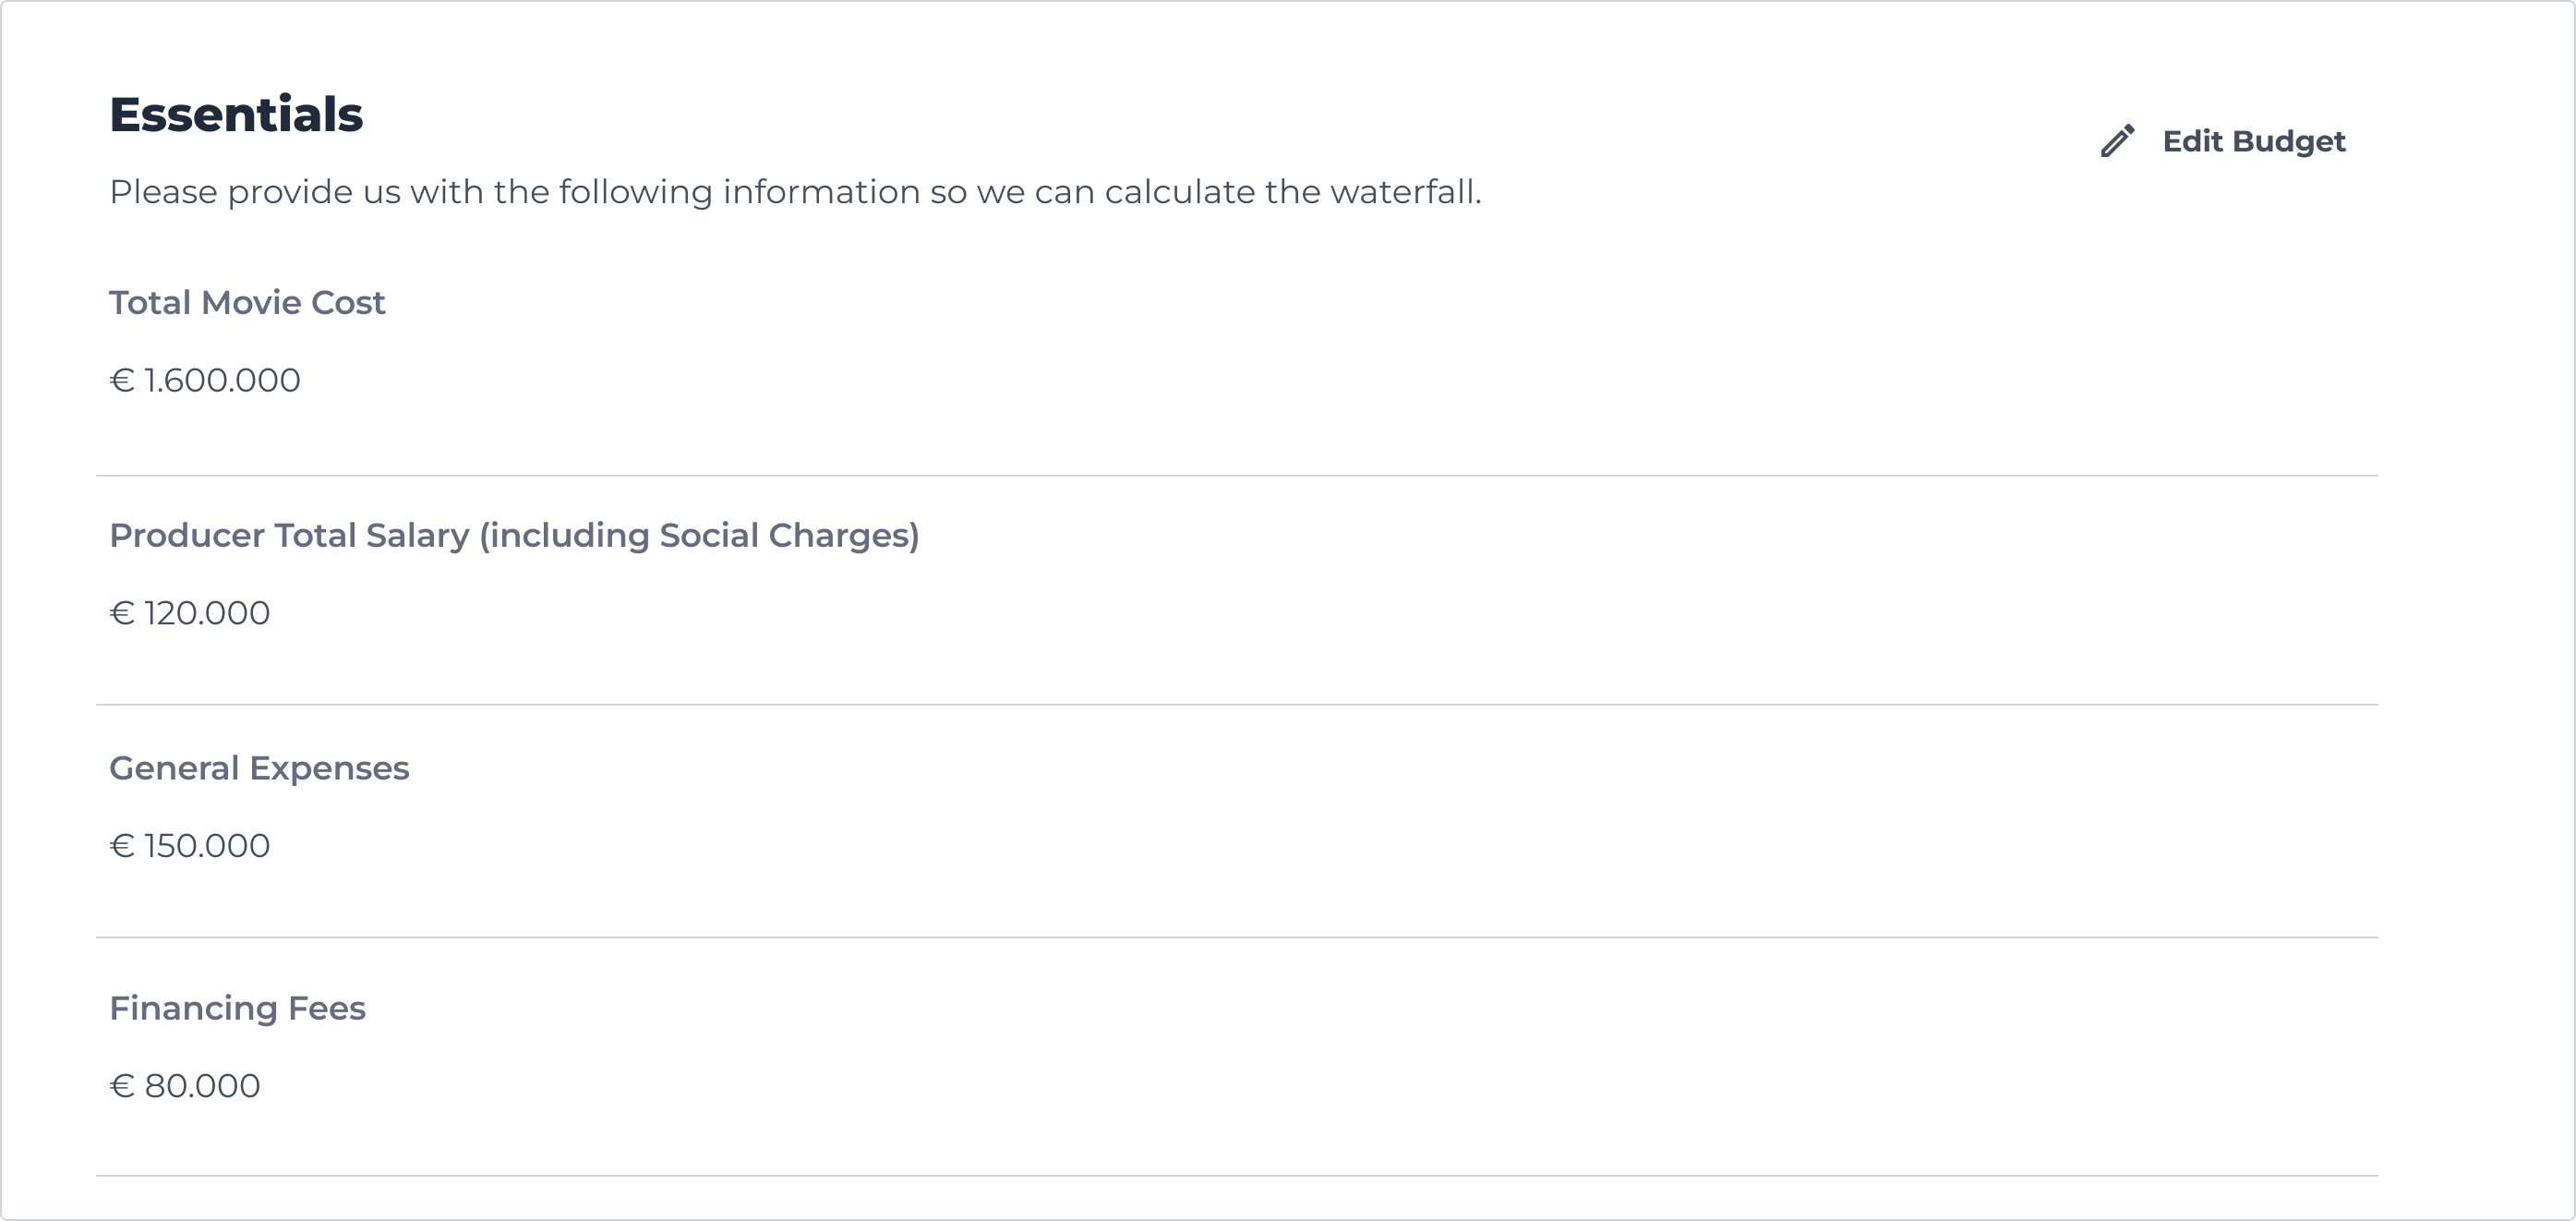 Essentials
Edit Budget
Please provide us with the following information so we can calculate the waterfall.
Total Movie Cost
€ 1.600.000
Producer Total Salary (including Social Charges)
€ 120.000
General Expenses
€ 150.000
Financing Fees
€ 80.000